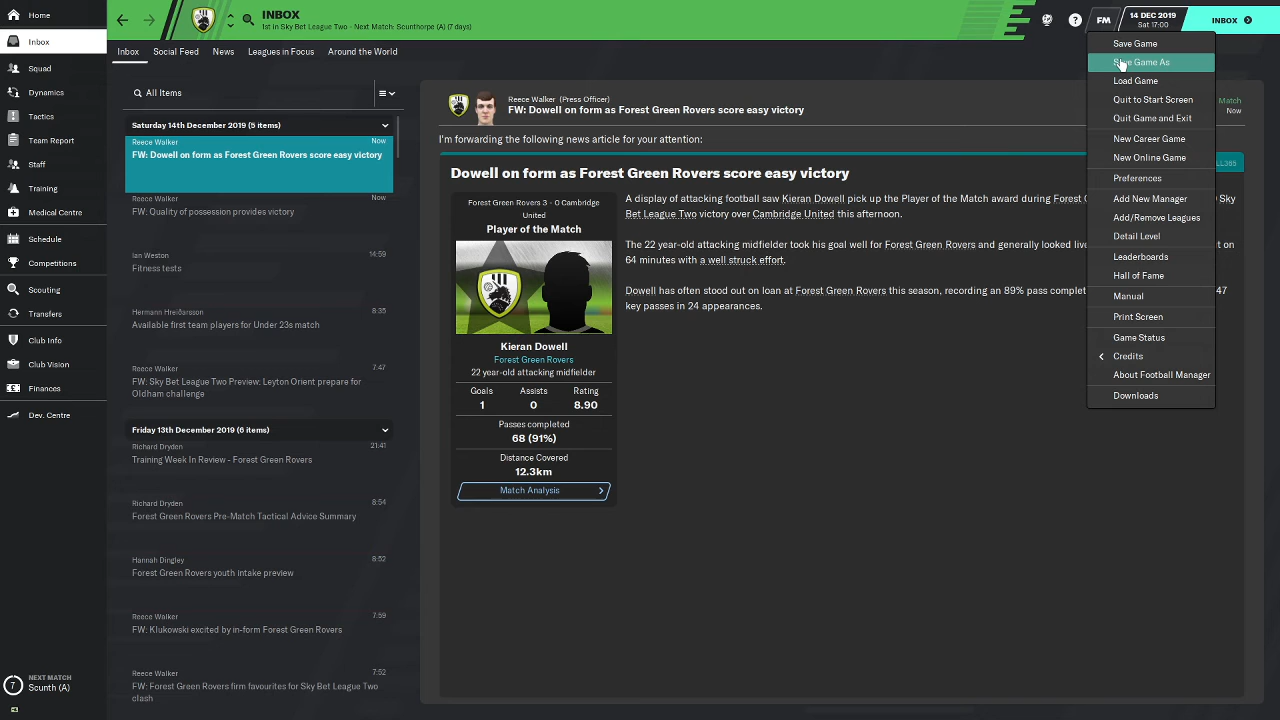 Home
Inbox
Squad
Dynamics
Tactics
Team Report
Staff
Training
Medical Centre
Schedule
Competitions
Scouting
Transfers
Club Info
Club Vision
Finances
Dev. Centre
7
NEXT MATCH
Scunth (A)
INBOX
1st in Sky Bet League Two - Next Match: Scunthorpe (A) (7 days)
?
FM
14 DEC 2019
Sat 17:00
INBOX
Inbox
Social Feed
News
Leagues in Focus
Around the World
All Items
Saturday 14th December 2019 (5 items)
Reece Walker
Now
FW: Dowell on form as Forest Green Rovers score easy victory
Reece Walker
Now
FW: Quality of possession provides victory
Ian Weston
14:59
Fitness tests
Hermann Hreiðarsson
8:35
Available first team players for Under 23s match
Reece Walker
7:47
FW: Sky Bet League Two Preview: Leyton Orient prepare for
Oldham challenge
Friday 13th December 2019 (6 items)
Richard Dryden
21:41
Training Week In Review - Forest Green Rovers
Richard Dryden
8:54
Forest Green Rovers Pre-Match Tactical Advice Summary
Hannah Dingley
8:52
Forest Green Rovers youth intake preview
Reece Walker
7:59
FW: Klukowski excited by in-form Forest Green Rovers
Reece Walker
7:52
FW: Forest Green Rovers firm favourites for Sky Bet League Two
clash
Reece Walker (Press Officer)
FW: Dowell on form as Forest Green Rovers score easy victory
Match
Now
I'm forwarding the following news article for your attention:
Dowell on form as Forest Green Rovers score easy victory
Forest Green Rovers 3 - 0 Cambridge
United
Player of the Match
Kieran Dowell
Forest Green Rovers
22 year-old attacking midfielder
Goals
Assists
Rating
1
0
8.90
Passes completed
68 (91%)
Distance Covered
12.3km
Match Analysis
A display of attacking football saw Kieran Dowell pick up the Player of the Match award during Forest Sky
Bet League Two victory over Cambridge United this afternoon.
The 22 year-old attacking midfielder took his goal well for Forest Green Rovers and generally looked on
64 minutes with a well struck effort.
Dowell has often stood out on loan at Forest Green Rovers this season, recording an 89% pass 47
key passes in 24 appearances.
Save Game
Save Game As
Load Game
Quit to Start Screen
Quit Game and Exit
New Career Game
New Online Game
Preferences
Add New Manager
Add/Remove Leagues
Detail Level
Leaderboards
Hall of Fame
Manual
Print Screen
Game Status
Credits
About Football Manager
Downloads